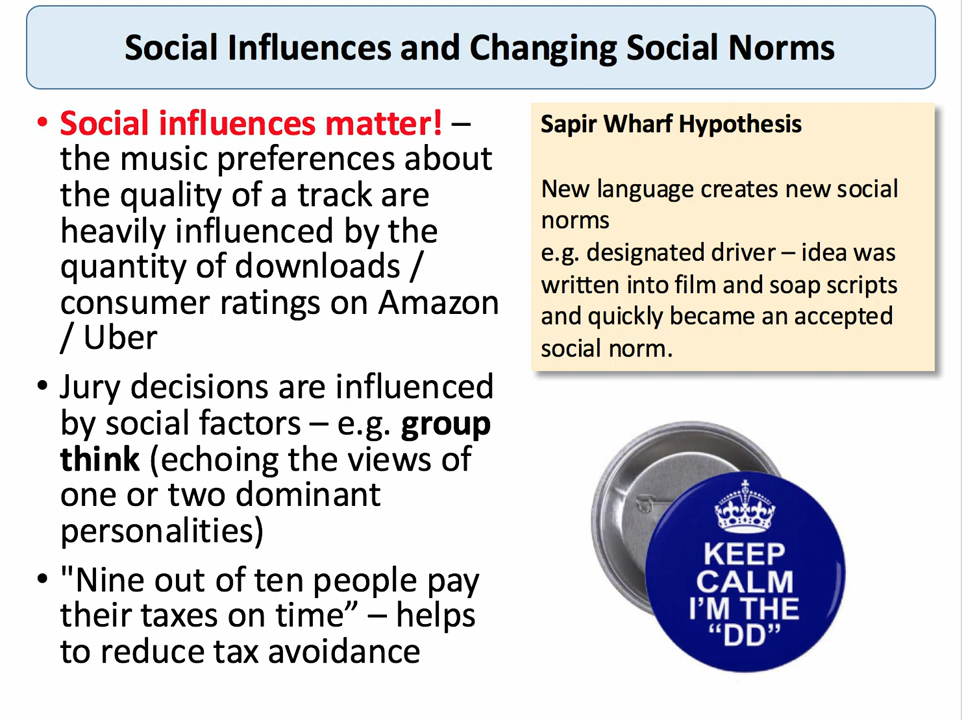 Social Influences and Changing Social Norms
• Social influences matter! –
the music preferences about
the quality of a track are
heavily influenced by the
quantity of downloads /
consumer ratings on Amazon
/ Uber
• Jury decisions are influenced
by social factors – e.g. group
think (echoing the views of
one or two dominant
personalities)
• "Nine out of ten people pay
their taxes on time” – helps
to reduce tax avoidance
Sapir Wharf Hypothesis
New language creates new social
norms
e.g. designated driver – idea was
written into film and soap scripts
and quickly became an accepted
social norm.
KEEP
CALM
I'M THE
“DD”